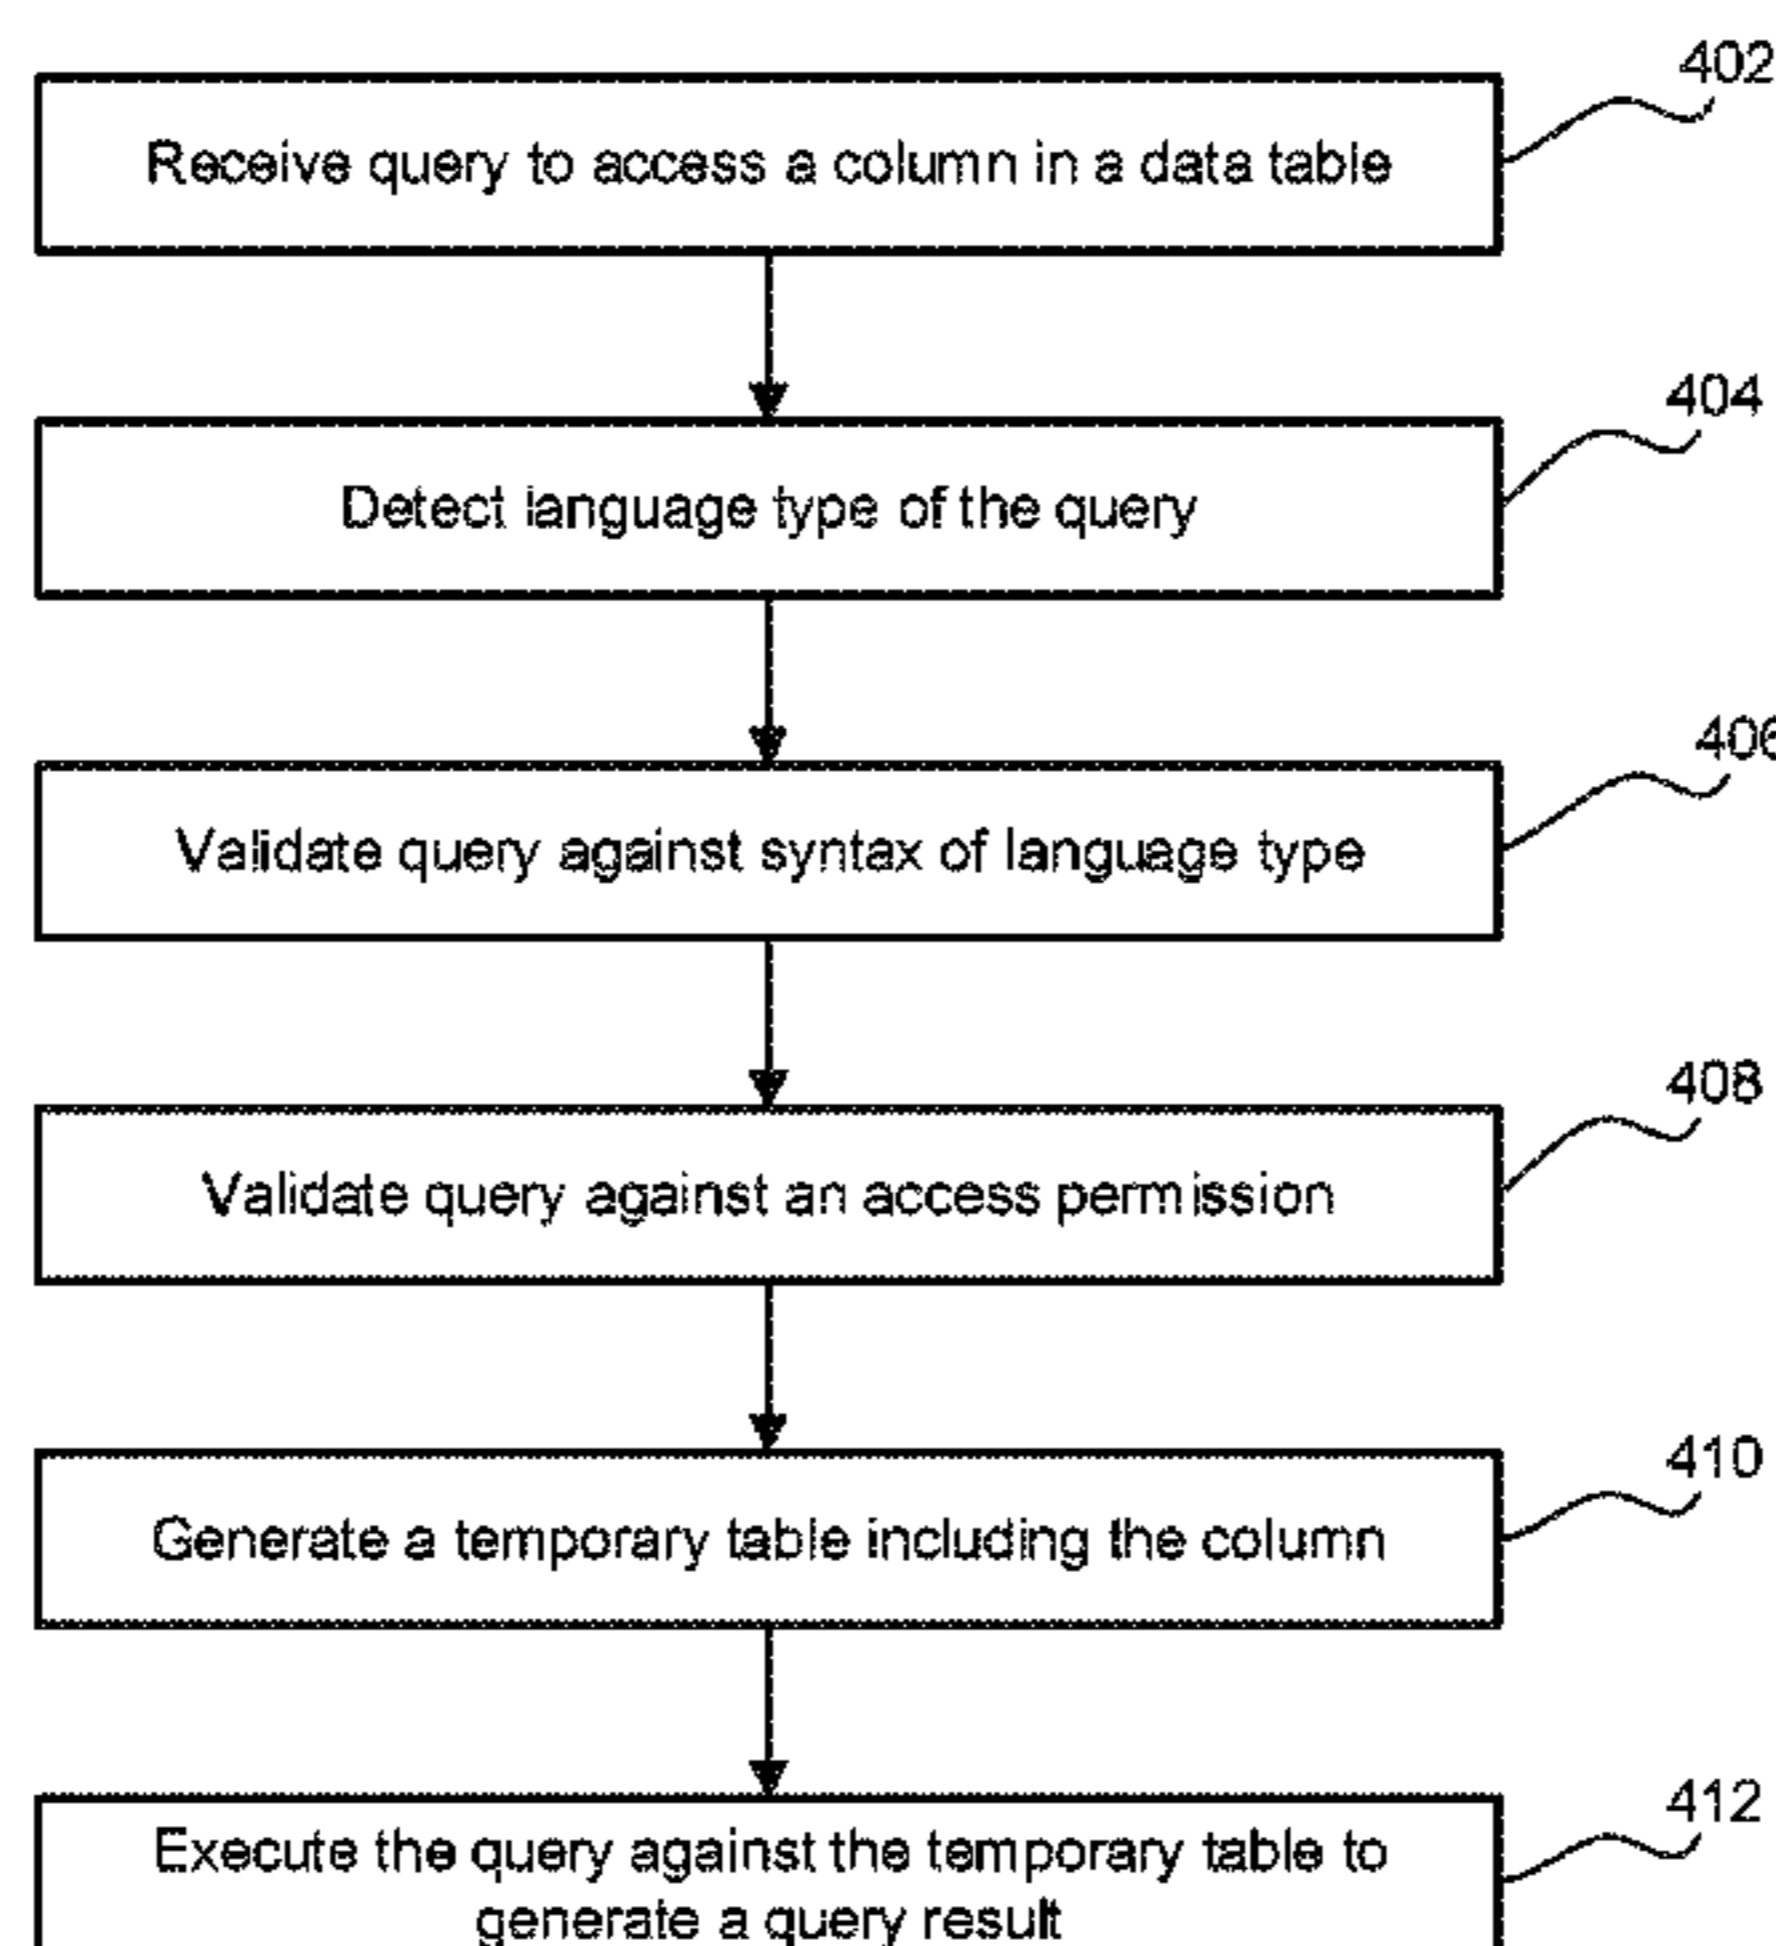 402
Receive query to access a column in a data table
404
Detect language type of the query
406
Validate query against syntax of language type
408
Validate query against an access permission
410
Generate a temporary table including the column
412
Execute the query against the temporary table to
generate a query result